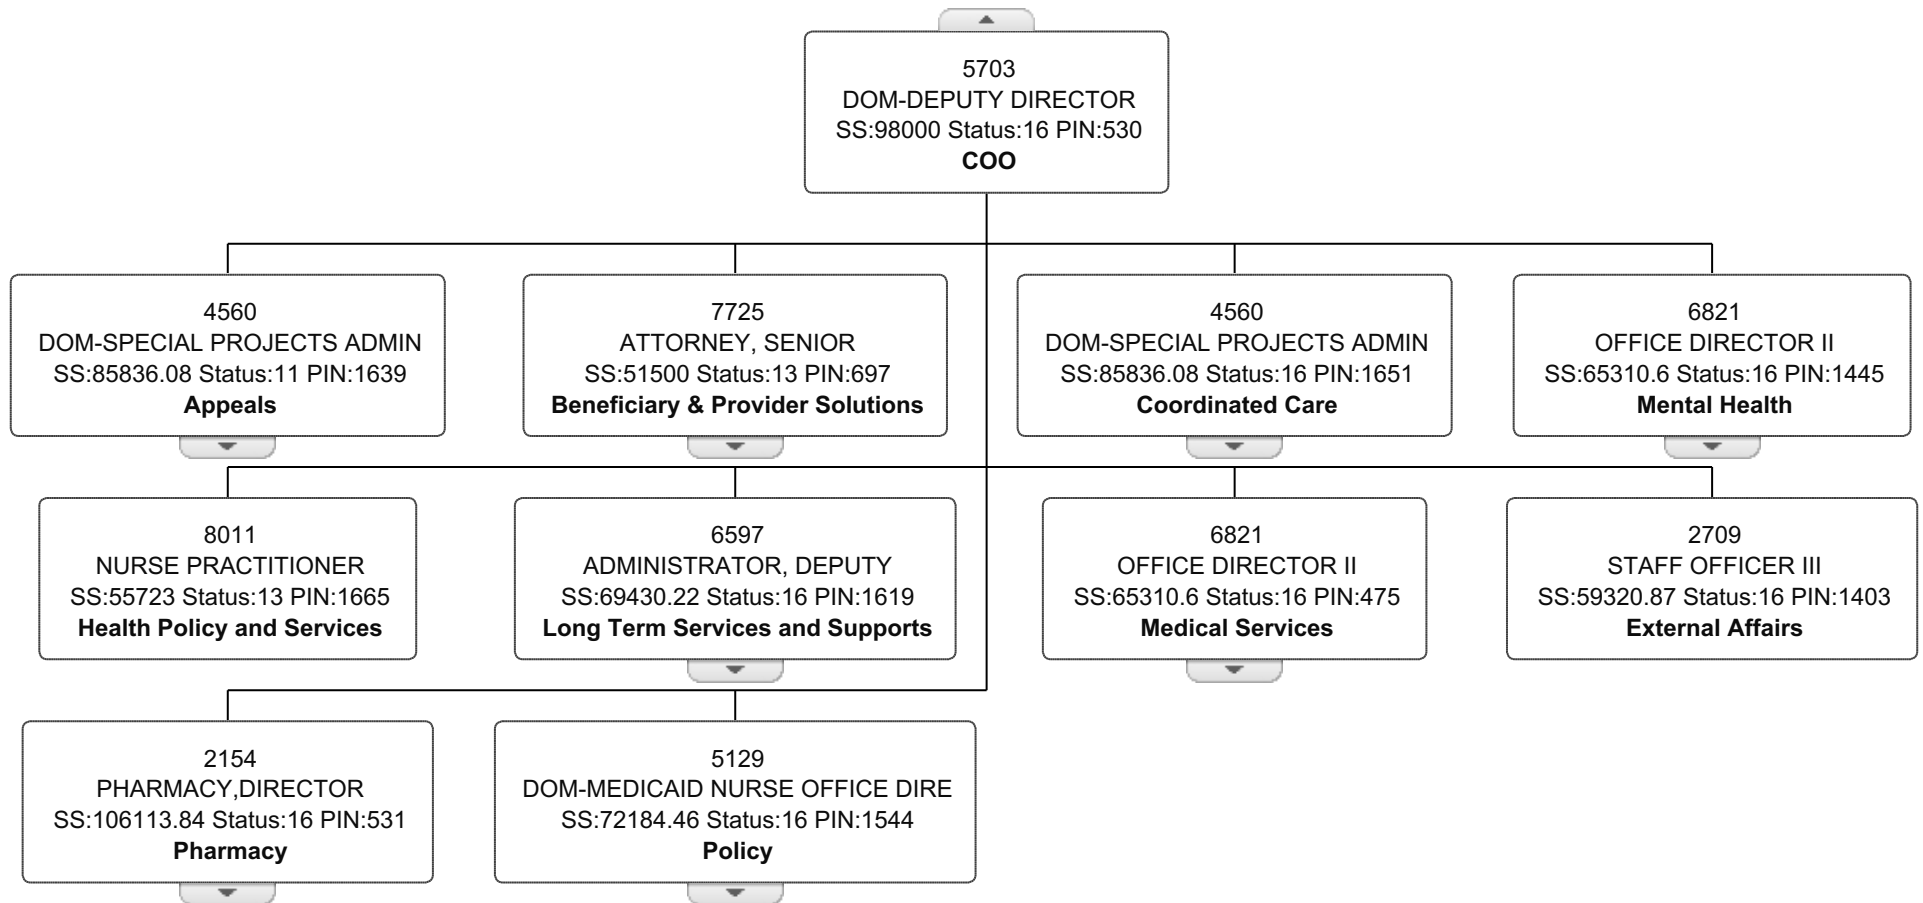 5703
DOM-DEPUTY DIRECTOR
SS:98000 Status:16 PIN:530
COO
4560
DOM-SPECIAL PROJECTS ADMIN
SS:85836.08 Status:11 PIN:1639
Appeals
7725
ATTORNEY, SENIOR
SS:51500 Status:13 PIN:697
Beneficiary & Provider Solutions
4560
DOM-SPECIAL PROJECTS ADMIN
SS:85836.08 Status:16 PIN:1651
Coordinated Care
6821
OFFICE DIRECTOR II
SS:65310.6 Status:16 PIN:1445
Mental Health
8011
NURSE PRACTITIONER
SS:55723 Status:13 PIN:1665
Health Policy and Services
6597
ADMINISTRATOR, DEPUTY
SS:69430.22 Status:16 PIN:1619
Long Term Services and Supports
6821
OFFICE DIRECTOR II
SS:65310.6 Status:16 PIN:475
Medical Services
2709
STAFF OFFICER III
SS:59320.87 Status:16 PIN:1403
External Affairs
2154
PHARMACY,DIRECTOR
SS:106113.84 Status:16 PIN:531
Pharmacy
5129
DOM-MEDICAID NURSE OFFICE DIRE
SS:72184.46 Status:16 PIN:1544
Policy